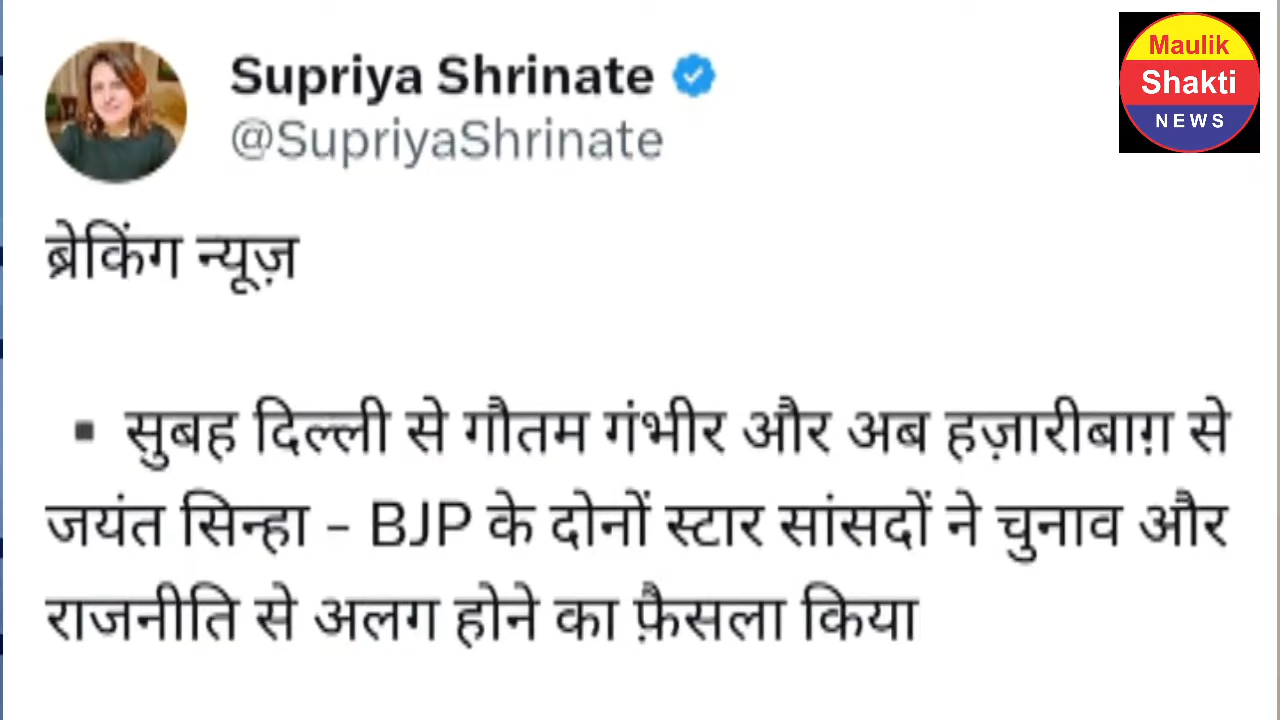 Supriya Shrinate
@SupriyaShrinate
Maulik
Shakti
NEWS
ब्रेकिंग न्यूज़
▪ सुबह दिल्ली से गौतम गंभीर और अब हज़ारीबाग़ से
जयंत सिन्हा – BJP के दोनों स्टार सांसदों ने चुनाव और
राजनीति से अलग होने का फ़ैसला किया